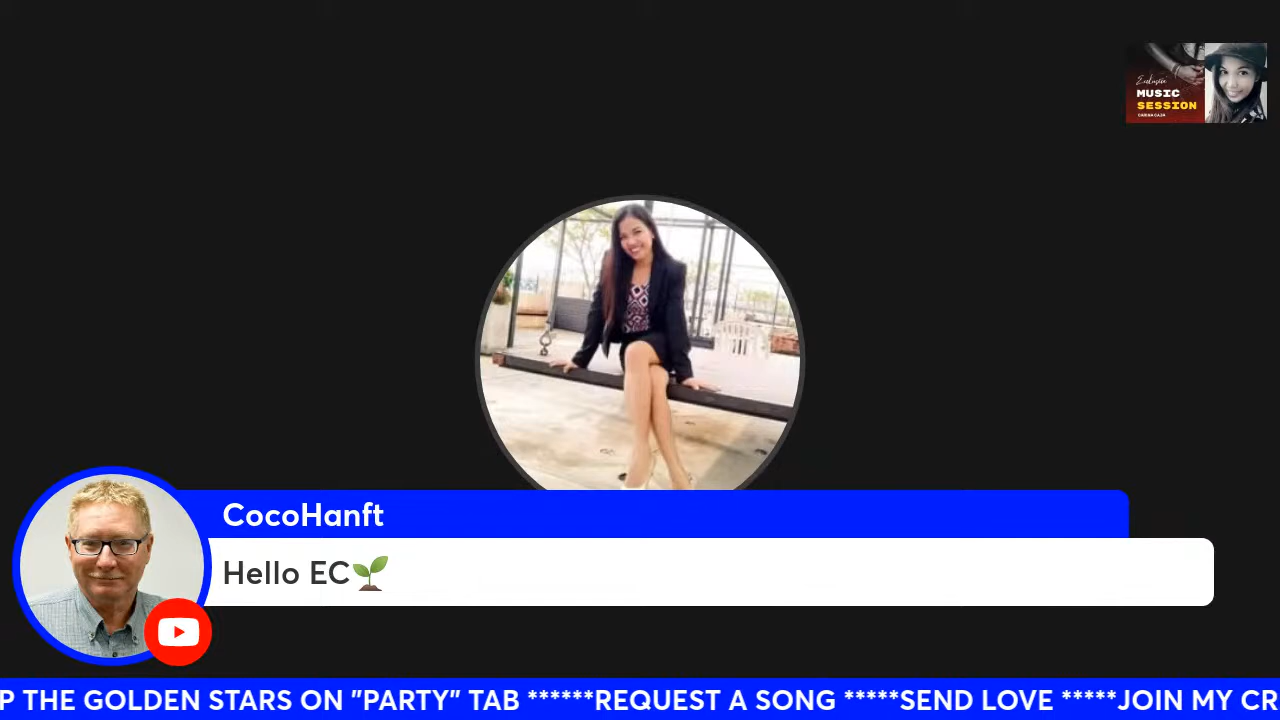 Exclusive
MUSIC
SESSION
CocoHanft
Hello EC🌱
P THE GOLDEN STARS ON "PARTY" TAB ******REQUEST A SONG *****SEND LOVE *****JOIN MY CR